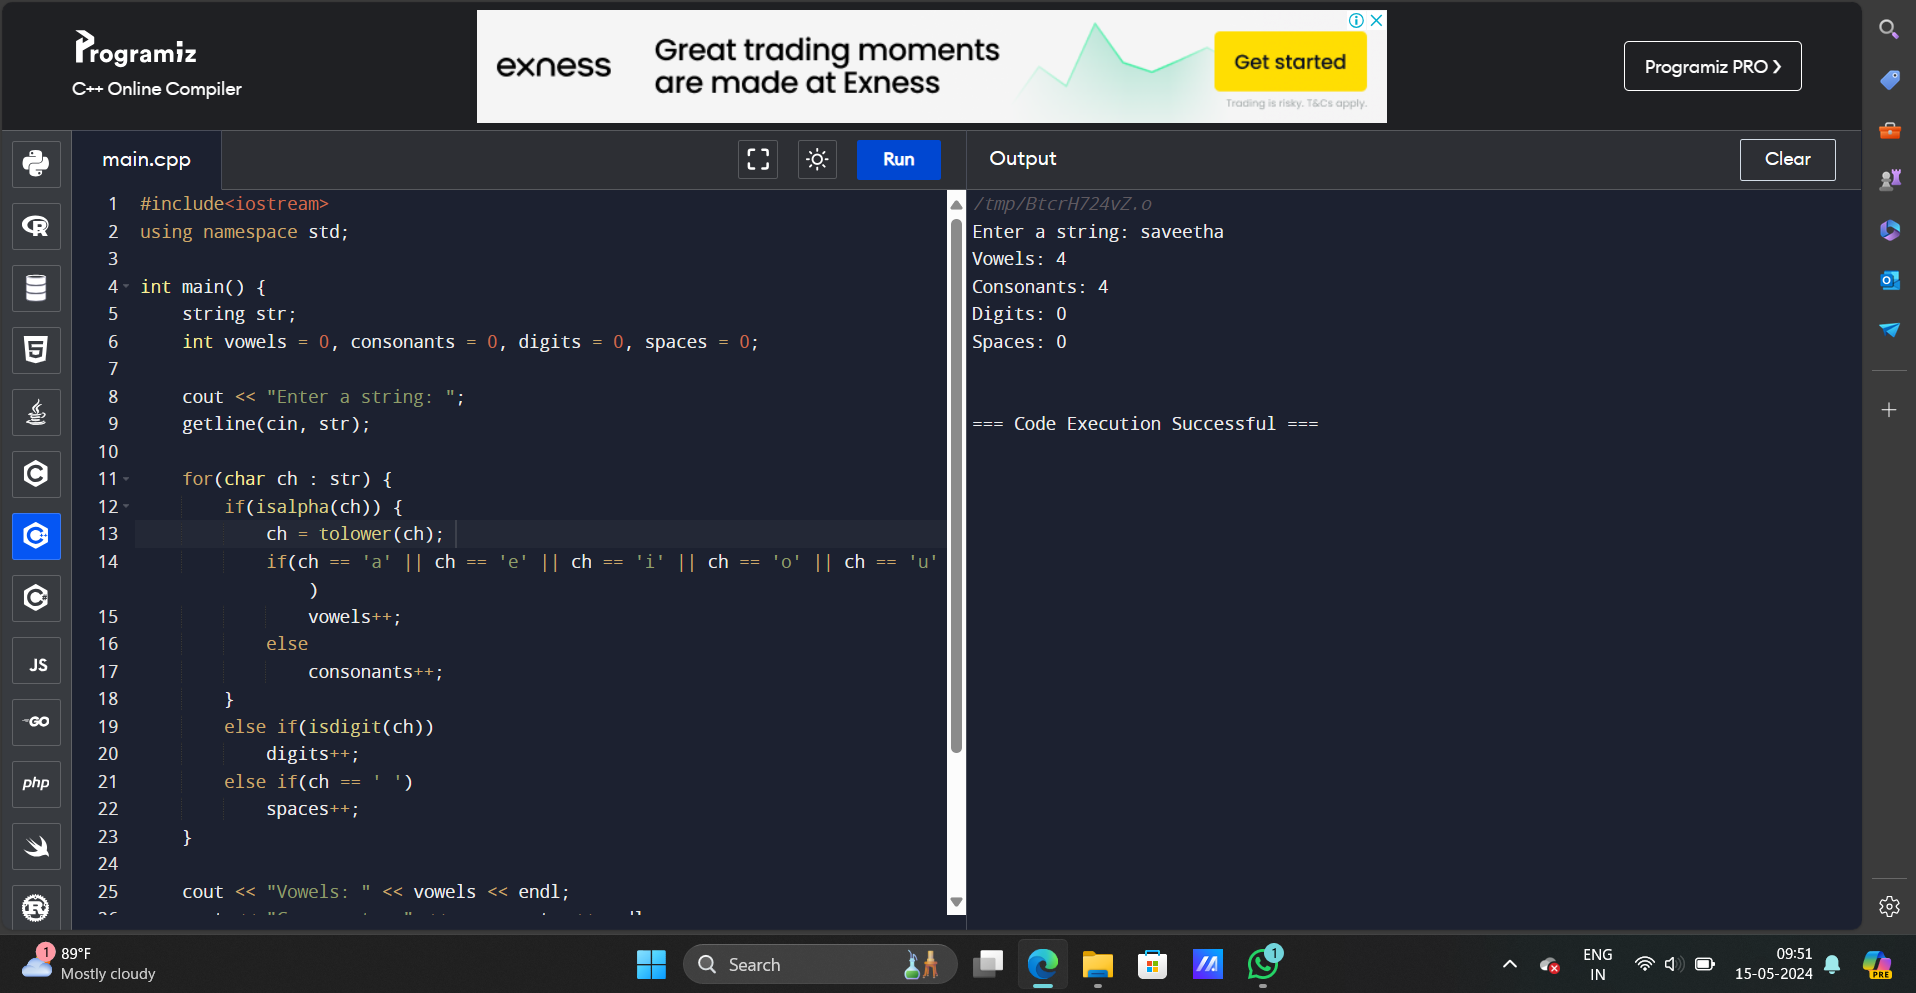 Programiz
C++ Online Compiler
exness
Great trading moments
are made at Exness
Get started
Trading is risky. T&Cs apply.
Programiz PRO ❯
main.cpp
Run
Output
Clear
1 #include<iostream>
2 using namespace std;
3
4 int main() {
5 string str;
6 int vowels = 0, consonants = 0, digits = 0, spaces = 0;
7
8 cout << "Enter a string: ";
9 getline(cin, str);
10
11 for(char ch : str) {
12 if(isalpha(ch)) {
13 ch = tolower(ch);
14 if(ch == 'a' || ch == 'e' || ch == 'i' || ch == 'o' || ch == 'u'
)
15 vowels++;
16 else
17 consonants++;
18 }
19 else if(isdigit(ch))
20 digits++;
21 else if(ch == ' ')
22 spaces++;
23 }
24
25 cout << "Vowels: " << vowels << endl;
/tmp/BtcrH724vZ.o
Enter a string: saveetha
Vowels: 4
Consonants: 4
Digits: 0
Spaces: 0
=== Code Execution Successful ===
R
5
C
C++
C#
JS
GO
php
R
1
89°F
Mostly cloudy
Search
1
ENG
IN
09:51
15-05-2024
PRE